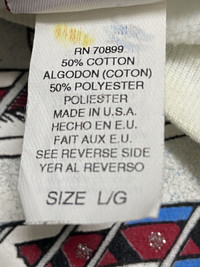 RN 70899
50% COTTON
ALGODON (COTON)
50% POLYESTER
POLIESTER
MADE IN U.S.A.
HECHO EN E.U.
FAIT AUX E.U.
SEE REVERSE SIDE
YER AL REVERSO
SIZE L/G